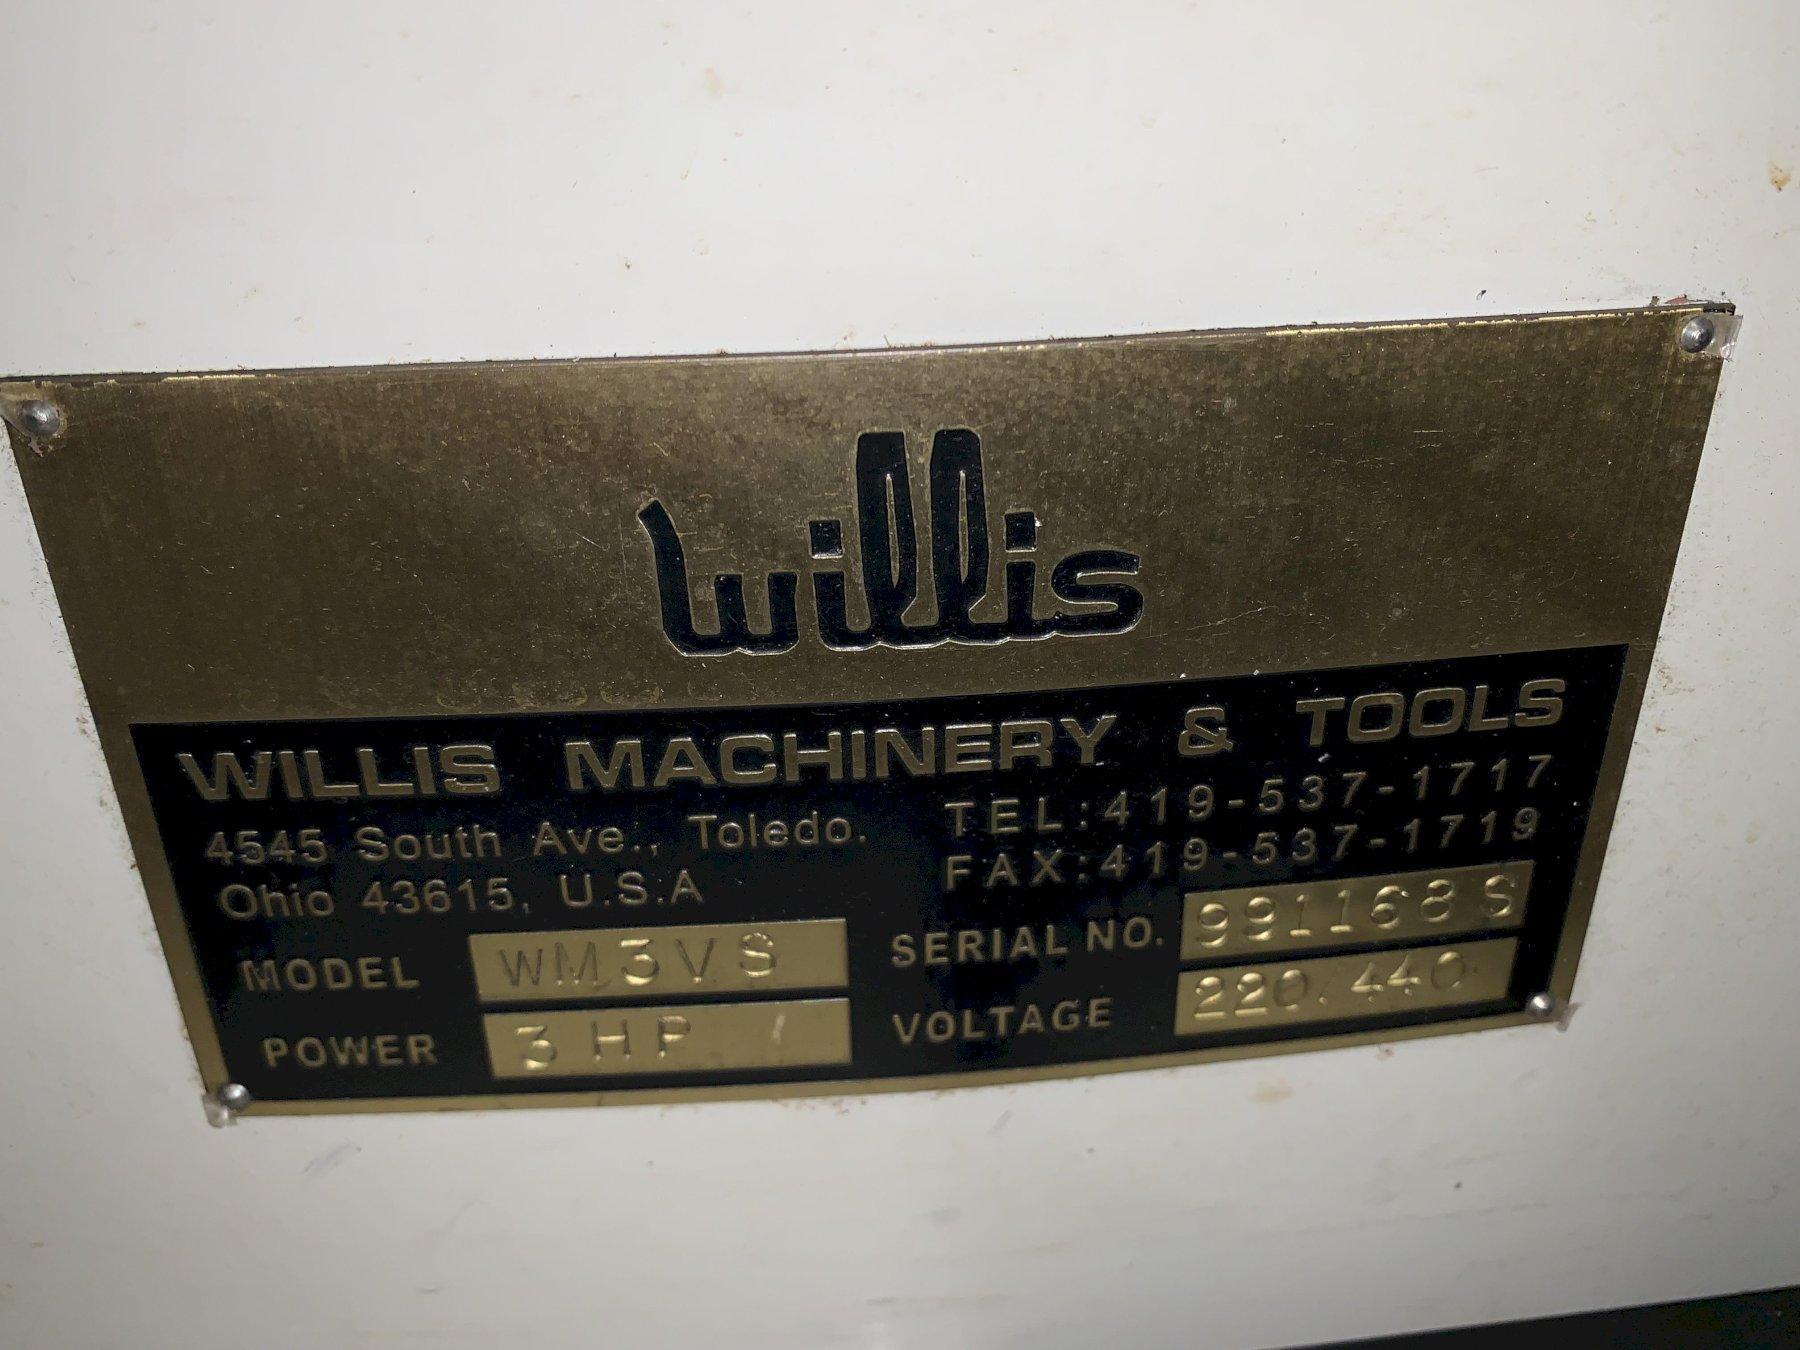 Willis
WILLIS MACHINERY & TOOLS
4545 South Ave., Toledo.
Ohio 43615, U.S.A
TEL:419-537-1717
FAX:419-537-1719
MODEL WM3VS
SERIAL NO. 991168S
POWER 3HP
VOLTAGE 220/440